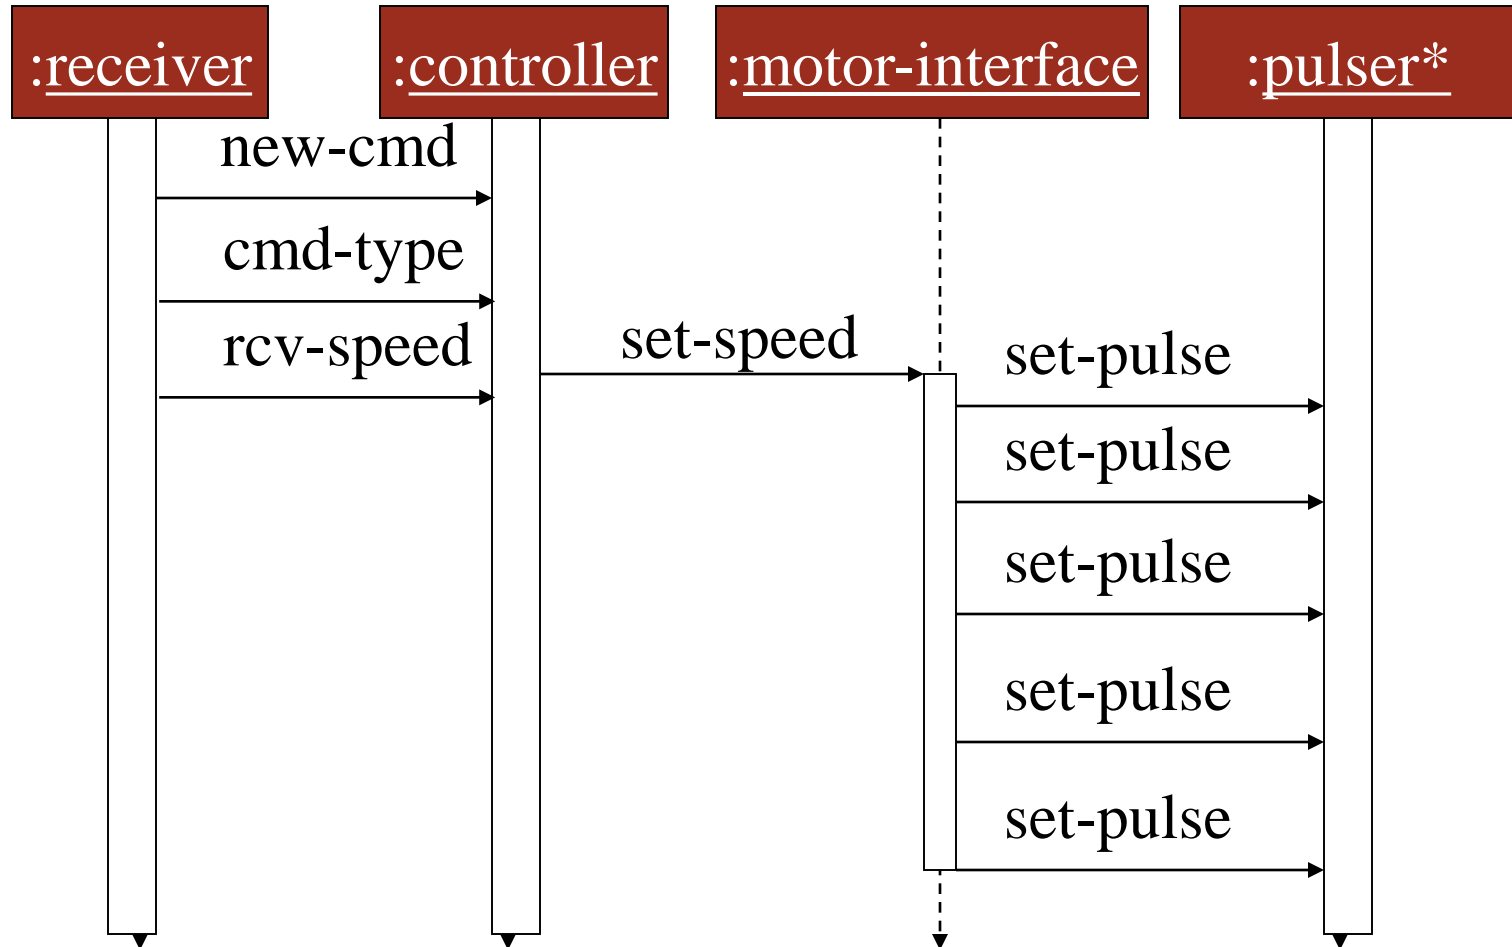 :receiver
:controller
:motor-interface
:pulser*
new-cmd
cmd-type
rcv-speed
set-speed
set-pulse
set-pulse
set-pulse
set-pulse
set-pulse